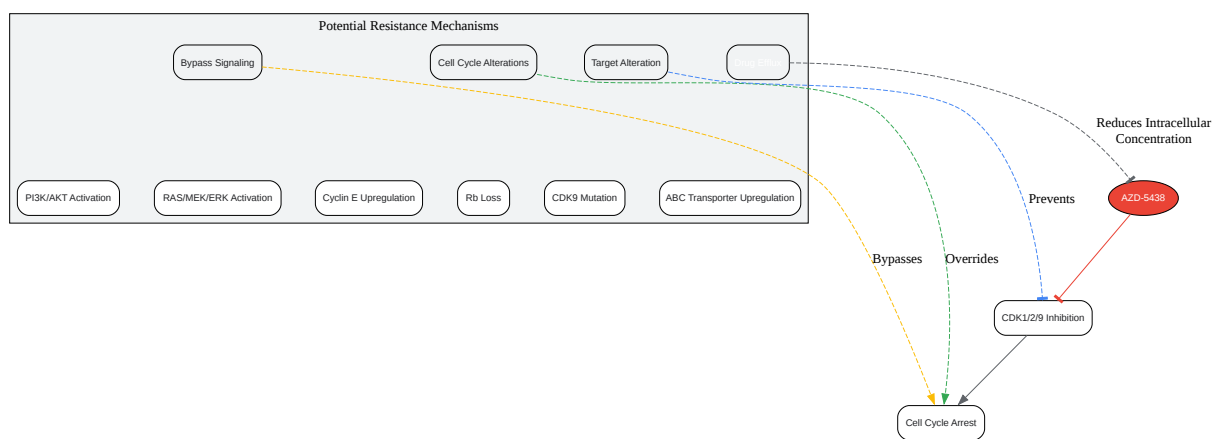 Potential Resistance Mechanisms
Bypass Signaling
Cell Cycle Alterations
Target Alteration
Drug Efflux
Reduces Intracellular
Concentration
PI3K/AKT Activation
RAS/MEK/ERK Activation
Cyclin E Upregulation
Rb Loss
CDK9 Mutation
ABC Transporter Upregulation
Prevents
AZD-5438
Bypasses
Overrides
CDK1/2/9 Inhibition
Cell Cycle Arrest